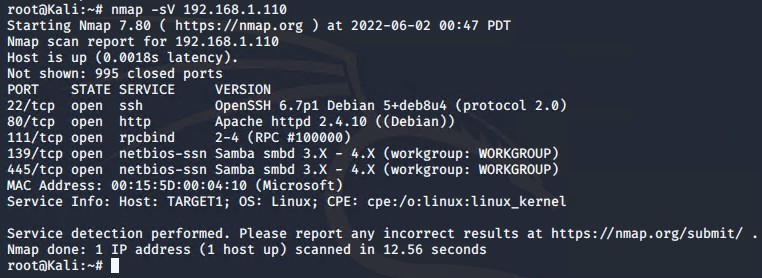 root@Kali:~# nmap -sV 192.168.1.110
Starting Nmap 7.80 ( https://nmap.org ) at 2022-06-02 00:47 PDT
Nmap scan report for 192.168.1.110
Host is up (0.0018s latency).
Not shown: 995 closed ports
PORT    STATE SERVICE     VERSION
22/tcp  open  ssh         OpenSSH 6.7p1 Debian 5+deb8u4 (protocol 2.0)
80/tcp  open  http        Apache httpd 2.4.10 ((Debian))
111/tcp open  rpcbind     2-4 (RPC #100000)
139/tcp open  netbios-ssn Samba smbd 3.X - 4.X (workgroup: WORKGROUP)
445/tcp open  netbios-ssn Samba smbd 3.X - 4.X (workgroup: WORKGROUP)
MAC Address: 00:15:5D:00:04:10 (Microsoft)
Service Info: Host: TARGET1; OS: Linux; CPE: cpe:/o:linux:linux_kernel

Service detection performed. Please report any incorrect results at https://nmap.org/submit/ .
Nmap done: 1 IP address (1 host up) scanned in 12.56 seconds
root@Kali:~#